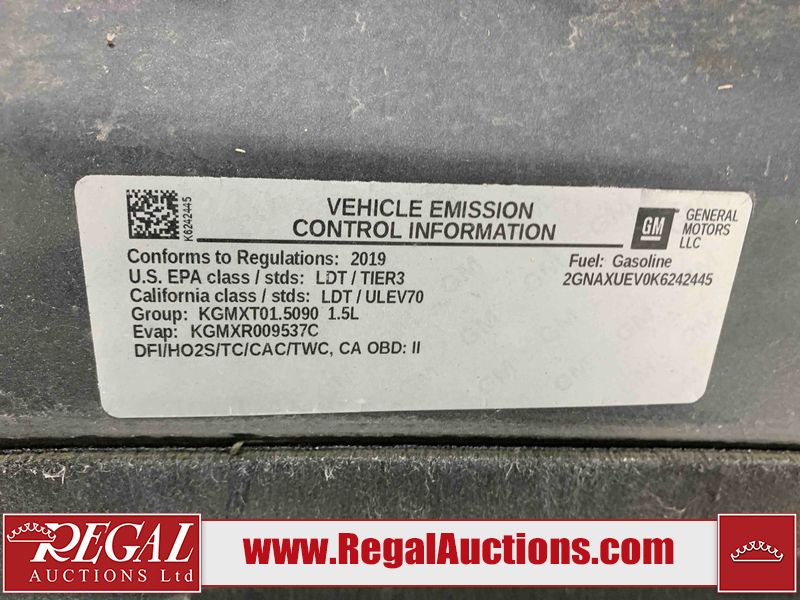 K6242445
VEHICLE EMISSION
CONTROL INFORMATION
GM
GENERAL
MOTORS
LLC
Conforms to Regulations: 2019
Fuel: Gasoline
U.S. EPA class / stds: LDT / TIER3
2GNAXUEV0K6242445
California class / stds: LDT / ULEV70
Group: KGMXT01.5090 1.5L
Evap: KGMXR009537C
DFI/HO2S/TC/CAC/TWC, CA OBD: II
REGAL
AUCTIONS Ltd
www.RegalAuctions.com